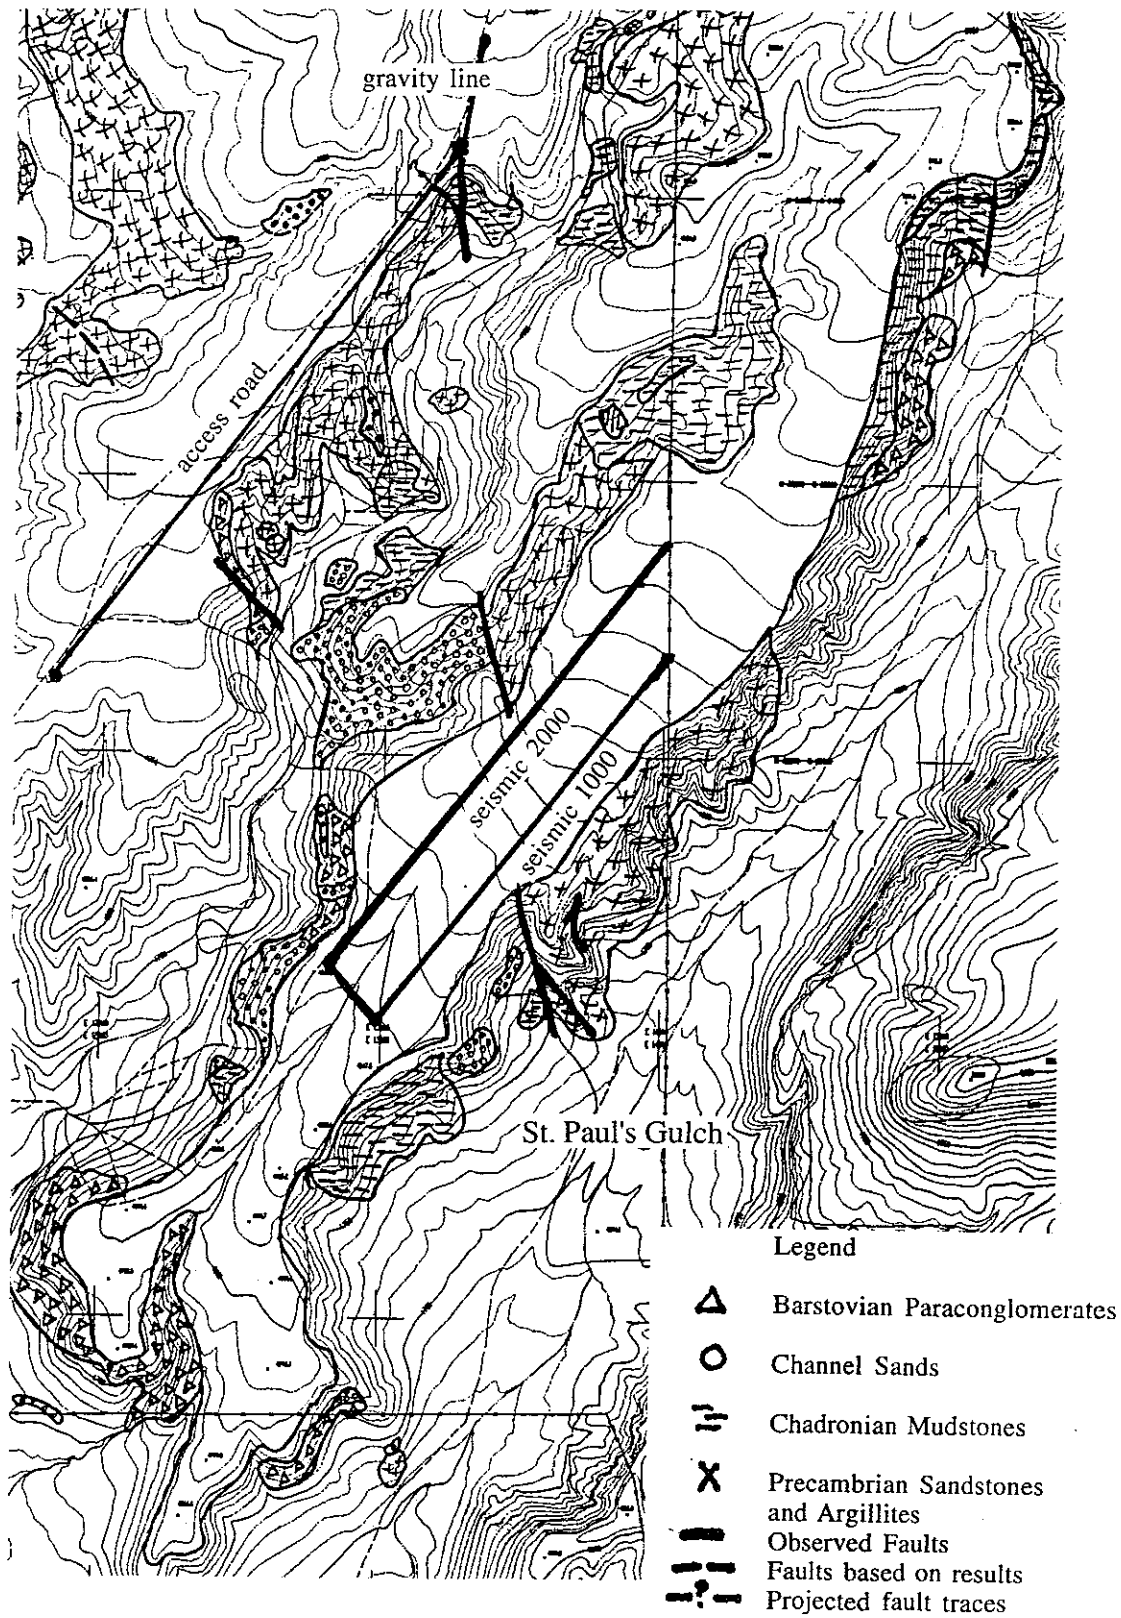 gravity line
access road
seismic 2000
seismic 1000
St. Paul's Gulch
Legend
Barstovian Paraconglomerates
Channel Sands
Chadronian Mudstones
Precambrian Sandstones
and Argillites
Observed Faults
Faults based on results
Projected fault traces